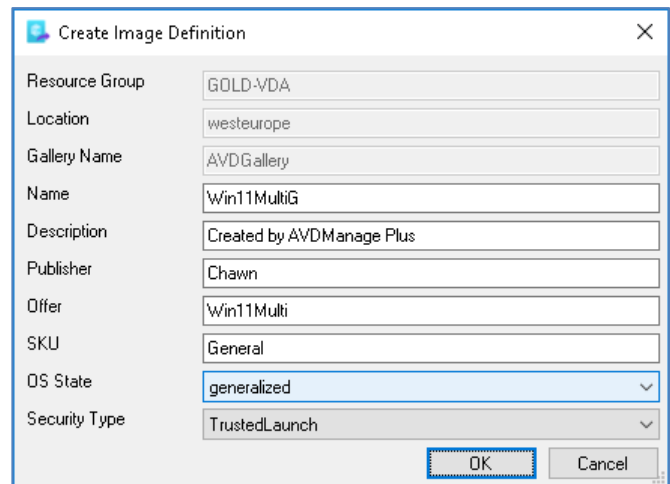 Create Image Definition
Resource Group GOLD-VDA
Location westeurope
Gallery Name AVDGallery
Name Win11MultiG
Description Created by AVDManage Plus
Publisher Chawn
Offer Win11Multi
SKU General
OS State generalized
Security Type TrustedLaunch
OK Cancel